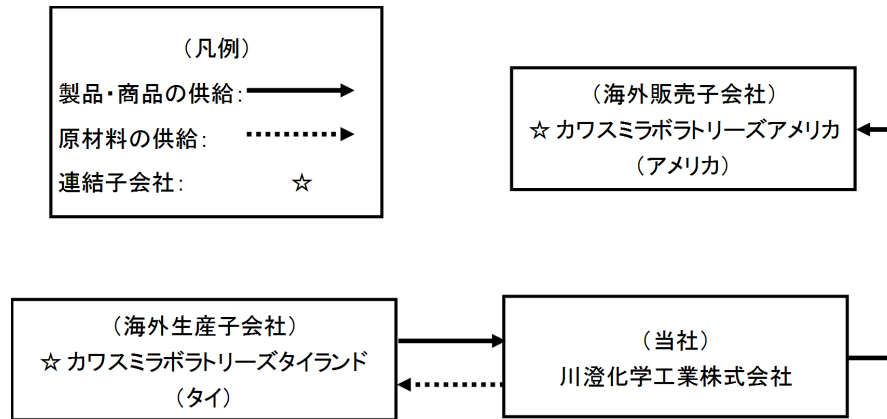 （凡例）
製品・商品の供給：
原材料の供給：
連結子会社： ☆
（海外販売子会社）
☆ カワスミラボラトリーズアメリカ
（アメリカ）
（海外生産子会社）
☆ カワスミラボラトリーズタイランド
（タイ）
（当社）
川澄化学工業株式会社